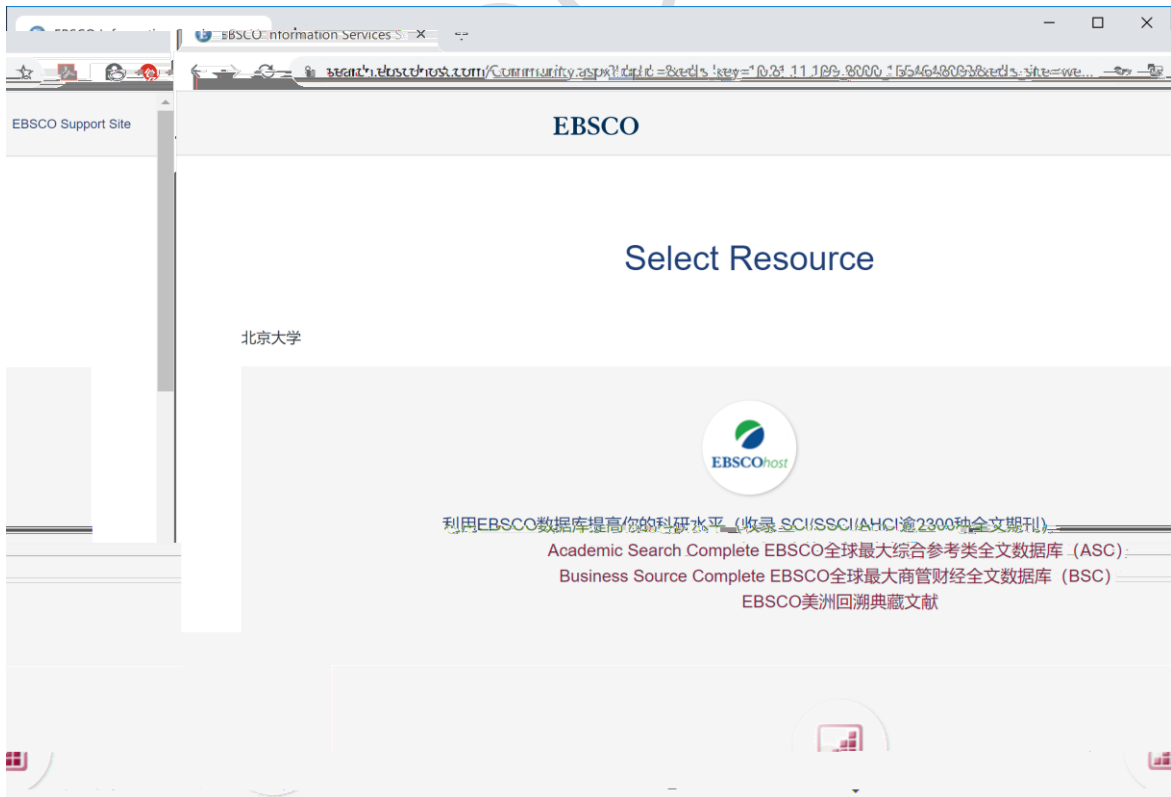 EBSCO Information Services S
EBSCO Support Site
EBSCO
Select Resource
北京大学
EBSCOhost
利用EBSCO数据库提高你的科研水平 (收录 SCI/SSCI/AHCI逾2300种全文期刊)
Academic Search Complete EBSCO全球最大综合参考类全文数据库 (ASC)
Business Source Complete EBSCO全球最大商管财经全文数据库 (BSC)
EBSCO美洲回溯典藏文献